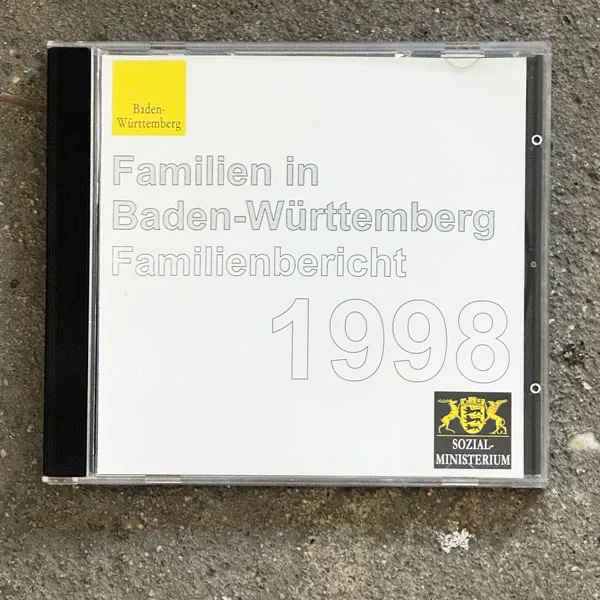 Baden-
Württemberg
Familien in
Baden-Württemberg
Familienbericht
1998
SOZIAL-
MINISTERIUM